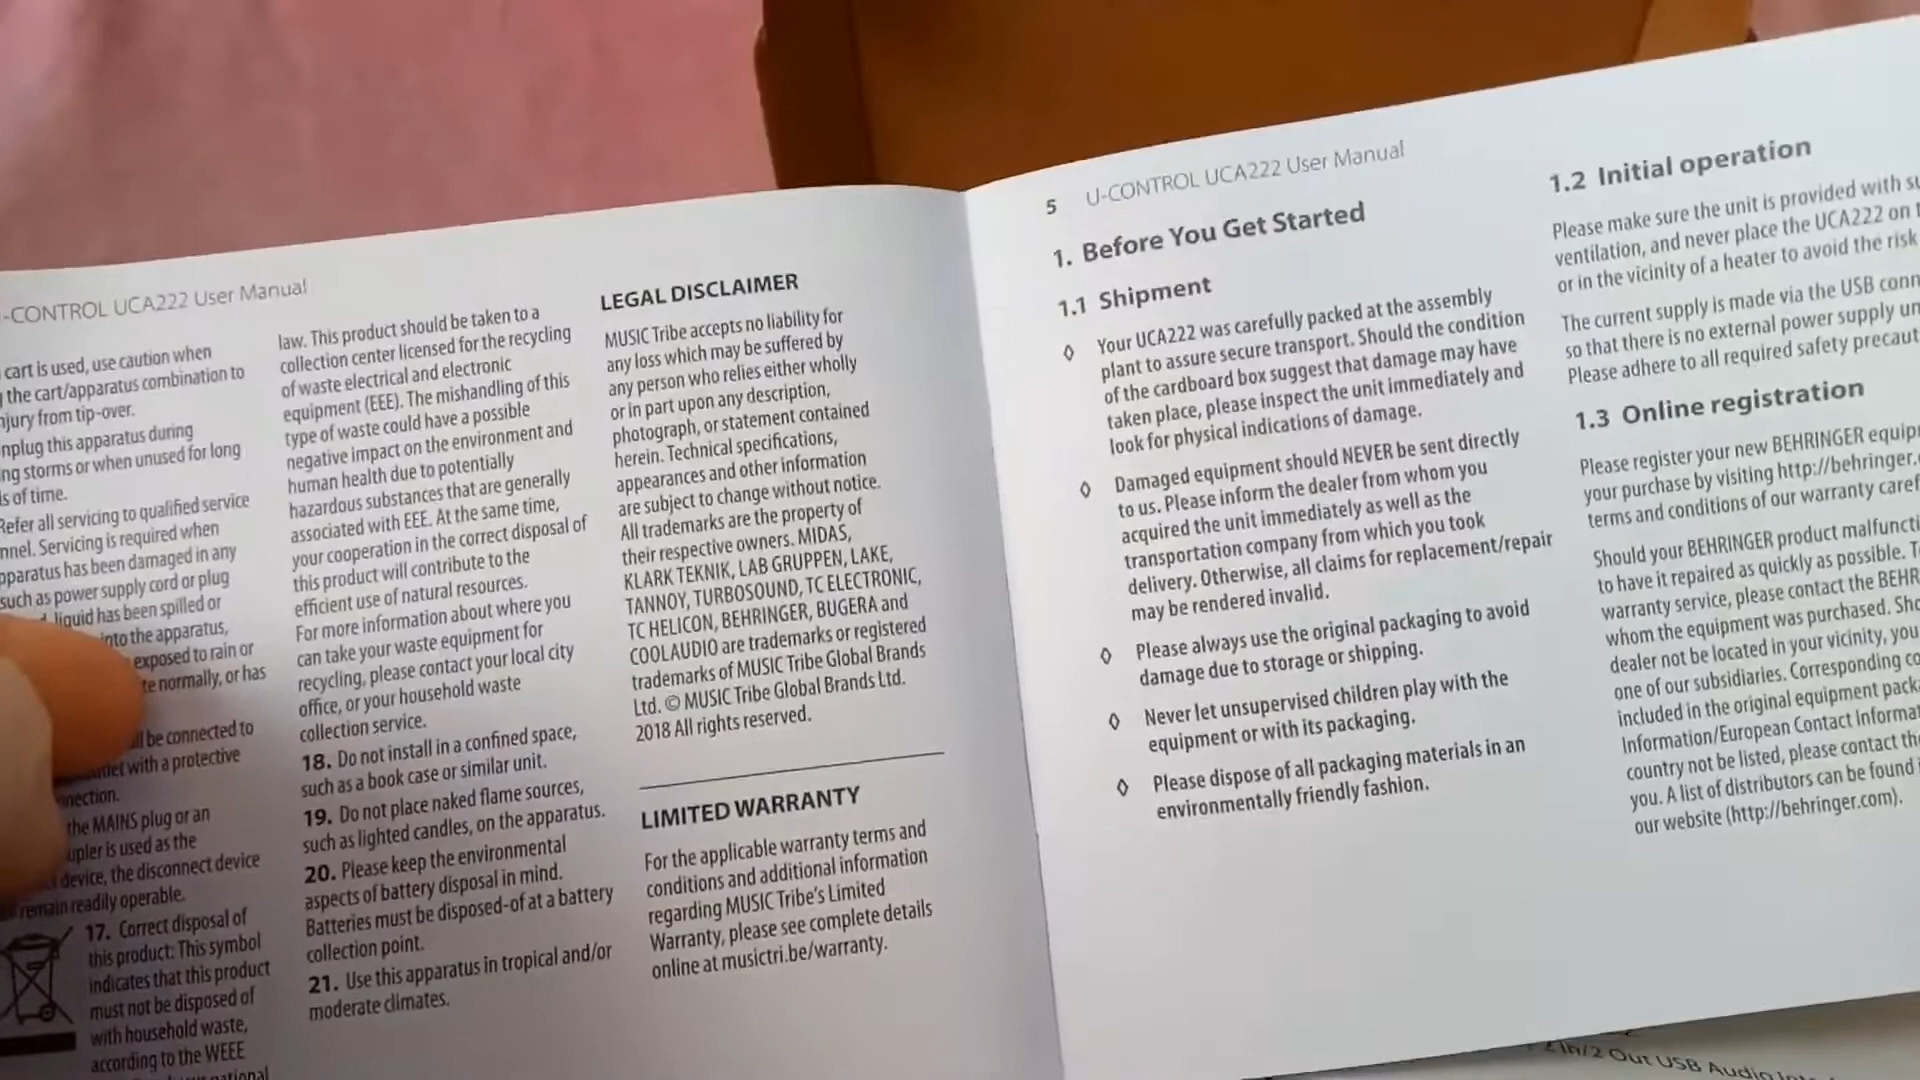 -CONTROL UCA222 User Manual
cart is used, use caution when
the cart/apparatus combination to
injury from tip-over.
nplug this apparatus during
ng storms or when unused for long
s of time.
Refer all servicing to qualified service
nnel. Servicing is required when
pparatus has been damaged in any
such as power supply cord or plug
liquid has been spilled or
into the apparatus,
exposed to rain or
te normally, or has
ll be connected to
outlet with a protective
nnection.
the MAINS plug or an
upler is used as the
device, the disconnect device
remain readily operable.
17. Correct disposal of
this product: This symbol
indicates that this product
must not be disposed of
with household waste,
according to the WEEE
national
law. This product should be taken to a
collection center licensed for the recycling
of waste electrical and electronic
equipment (EEE). The mishandling of this
type of waste could have a possible
negative impact on the environment and
human health due to potentially
hazardous substances that are generally
associated with EEE. At the same time,
your cooperation in the correct disposal of
this product will contribute to the
efficient use of natural resources.
For more information about where you
can take your waste equipment for
recycling, please contact your local city
office, or your household waste
collection service.
18. Do not install in a confined space,
such as a book case or similar unit.
19. Do not place naked flame sources,
such as lighted candles, on the apparatus.
20. Please keep the environmental
aspects of battery disposal in mind.
Batteries must be disposed-of at a battery
collection point.
21. Use this apparatus in tropical and/or
moderate climates.
LEGAL DISCLAIMER
MUSIC Tribe accepts no liability for
any loss which may be suffered by
any person who relies either wholly
or in part upon any description,
photograph, or statement contained
herein. Technical specifications,
appearances and other information
are subject to change without notice.
All trademarks are the property of
their respective owners. MIDAS,
KLARK TEKNIK, LAB GRUPPEN, LAKE,
TANNOY, TURBOSOUND, TC ELECTRONIC,
TC HELICON, BEHRINGER, BUGERA and
COOLAUDIO are trademarks or registered
trademarks of MUSIC Tribe Global Brands
Ltd. © MUSIC Tribe Global Brands Ltd.
2018 All rights reserved.
LIMITED WARRANTY
For the applicable warranty terms and
conditions and additional information
regarding MUSIC Tribe's Limited
Warranty, please see complete details
online at musictri.be/warranty.
5 U-CONTROL UCA222 User Manual
1. Before You Get Started
1.1 Shipment
◊ Your UCA222 was carefully packed at the assembly
plant to assure secure transport. Should the condition
of the cardboard box suggest that damage may have
taken place, please inspect the unit immediately and
look for physical indications of damage.
◊ Damaged equipment should NEVER be sent directly
to us. Please inform the dealer from whom you
acquired the unit immediately as well as the
transportation company from which you took
delivery. Otherwise, all claims for replacement/repair
may be rendered invalid.
◊ Please always use the original packaging to avoid
damage due to storage or shipping.
◊ Never let unsupervised children play with the
equipment or with its packaging.
◊ Please dispose of all packaging materials in an
environmentally friendly fashion.
1.2 Initial operation
Please make sure the unit is provided with su
ventilation, and never place the UCA222 on t
or in the vicinity of a heater to avoid the risk
The current supply is made via the USB conn
so that there is no external power supply un
Please adhere to all required safety precaut
1.3 Online registration
Please register your new BEHRINGER equip
your purchase by visiting http://behringer.
terms and conditions of our warranty caref
Should your BEHRINGER product malfuncti
to have it repaired as quickly as possible. T
warranty service, please contact the BEHR
whom the equipment was purchased. Sho
dealer not be located in your vicinity, you
one of our subsidiaries. Corresponding co
included in the original equipment pack
Information/European Contact Informat
country not be listed, please contact the
you. A list of distributors can be found
our website (http://behringer.com).
2 In/2 Out USB Audio Int